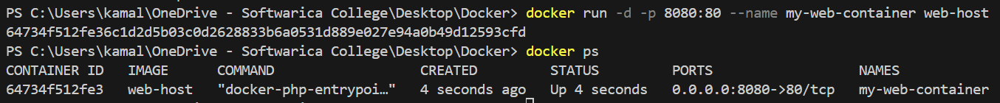 PS C:\Users\kamal\OneDrive - Softwarica College\Desktop\Docker> docker run -d -p 8080:80 --name my-web-container web-host
64734f512fe36c1d2d5b03c0d2628833b6a0531d889e027e94a0b49d12593cfd
PS C:\Users\kamal\OneDrive - Softwarica College\Desktop\Docker> docker ps
CONTAINER ID   IMAGE      COMMAND                  CREATED         STATUS         PORTS                  NAMES
64734f512fe3   web-host   "docker-php-entrypoi…"   4 seconds ago   Up 4 seconds   0.0.0.0:8080->80/tcp   my-web-container